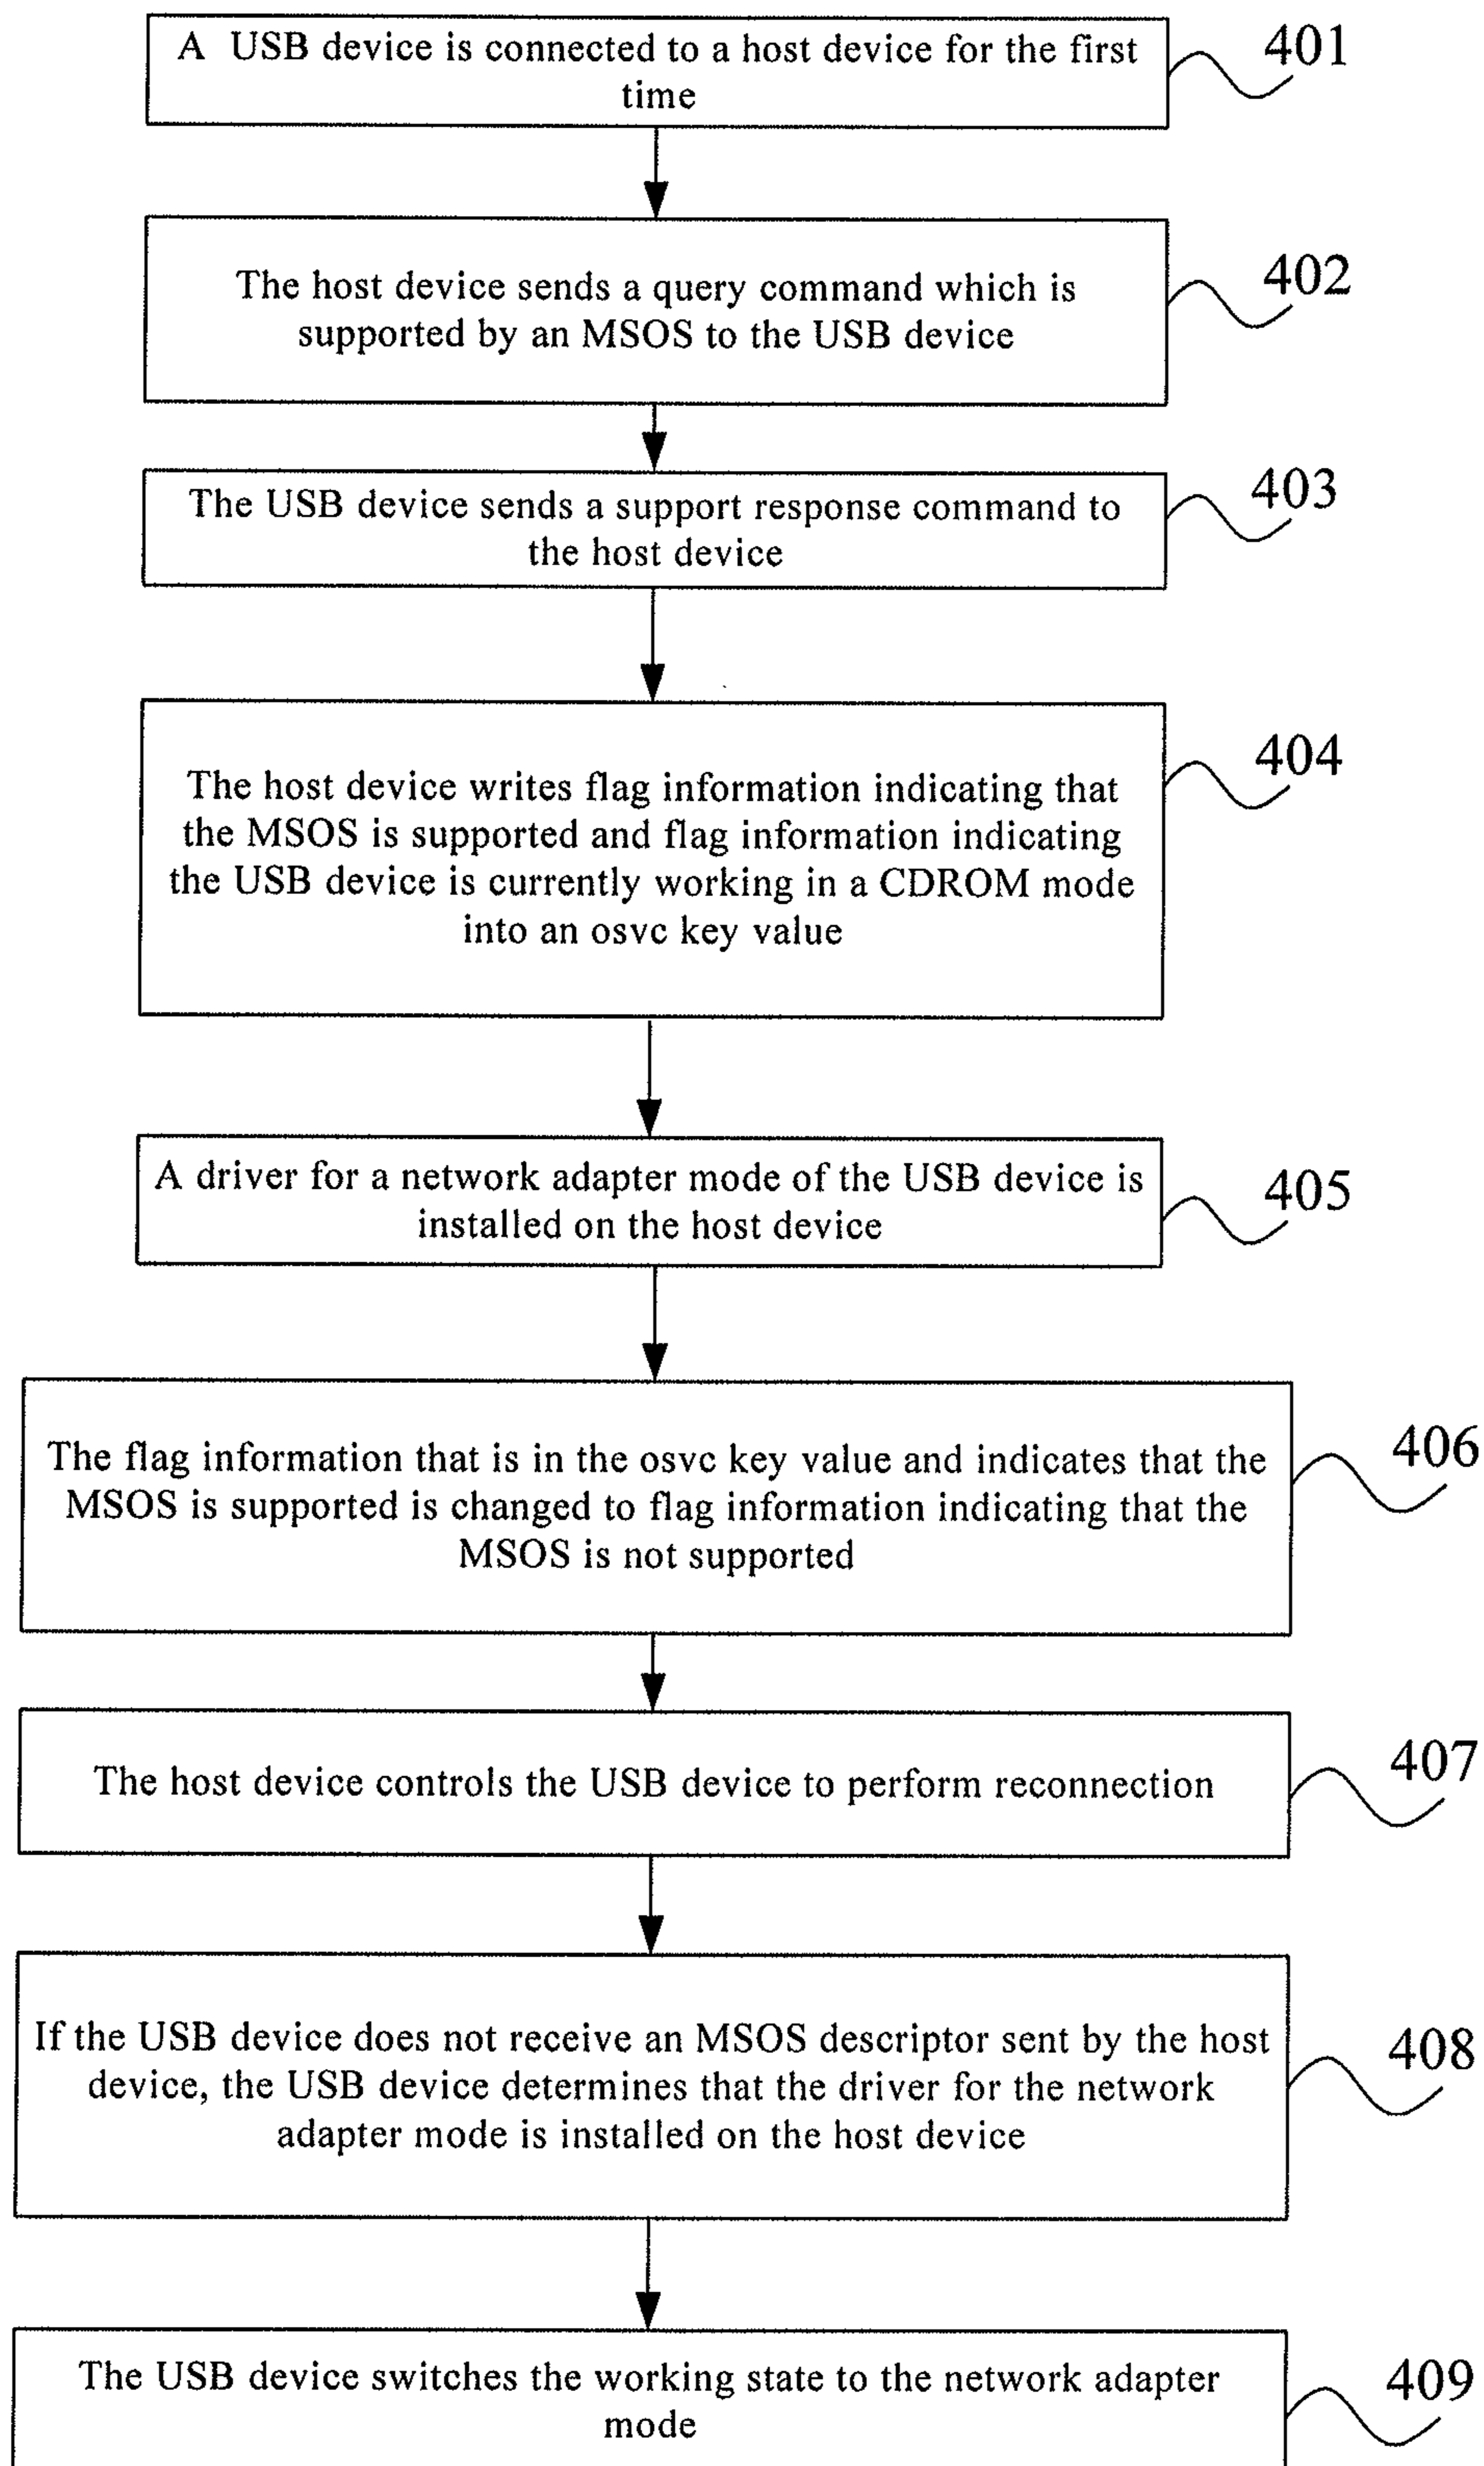 A USB device is connected to a host device for the first
time
401
The host device sends a query command which is
supported by an MSOS to the USB device
402
The USB device sends a support response command to
the host device
403
The host device writes flag information indicating that
the MSOS is supported and flag information indicating
the USB device is currently working in a CDROM mode
into an osvc key value
404
A driver for a network adapter mode of the USB device is
installed on the host device
405
The flag information that is in the osvc key value and indicates that the
MSOS is supported is changed to flag information indicating that the
MSOS is not supported
406
The host device controls the USB device to perform reconnection
407
If the USB device does not receive an MSOS descriptor sent by the host
device, the USB device determines that the driver for the network
adapter mode is installed on the host device
408
The USB device switches the working state to the network adapter
mode
409